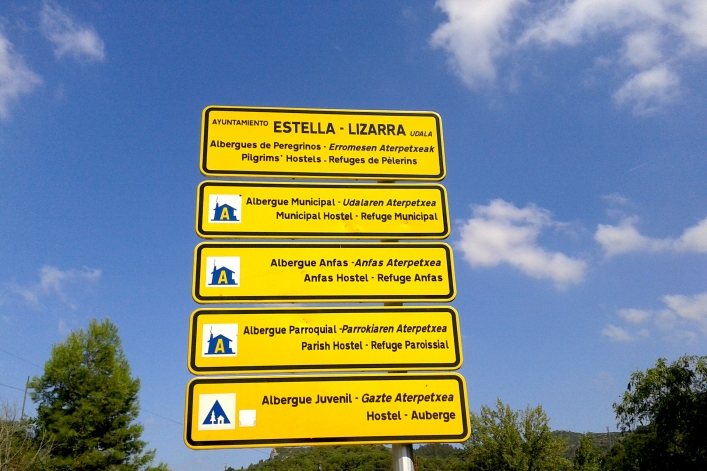 AYUNTAMIENTO ESTELLA - LIZARRA UDALA
Albergues de Peregrinos - Erromesen Aterpetxeak
Pilgrims' Hostels - Refuges de Pèlerins
A
Albergue Municipal - Udalaren Aterpetxea
Municipal Hostel - Refuge Municipal
A
Albergue Anfas - Anfas Aterpetxea
Anfas Hostel - Refuge Anfas
A
Albergue Parroquial - Parrokiaren Aterpetxea
Parish Hostel - Refuge Paroissial
Albergue Juvenil - Gazte Aterpetxea
Hostel - Auberge